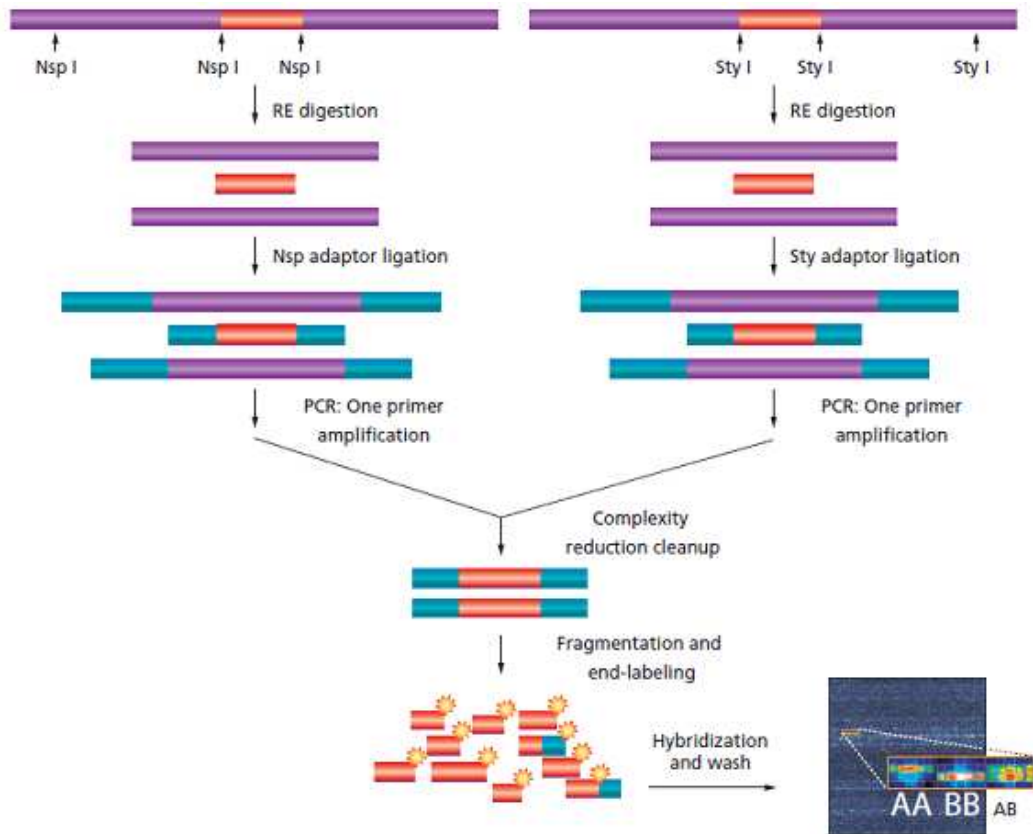 Nsp I
Nsp I
Nsp I
Sty I
Sty I
Sty I
RE digestion
RE digestion
Nsp adaptor ligation
Sty adaptor ligation
PCR: One primer
amplification
PCR: One primer
amplification
Complexity
reduction cleanup
Fragmentation and
end-labeling
Hybridization
and wash
AA
BB
AB